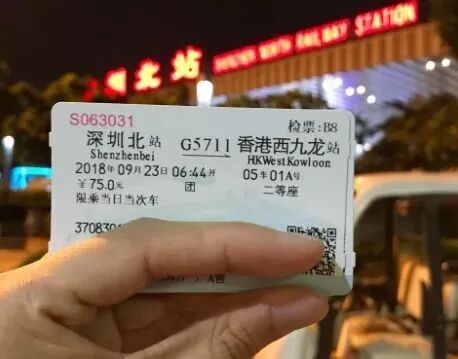 圳北站
SHENZHEN NORTH RAILWAY STATION
S063031
检票:B8
深圳北站 G5711 香港西九龙站
Shenzhenbei HKWestKowloon
2018年09月23日06:44开 05车01A号
¥75.0元 团 二等座
限乘当日当次车